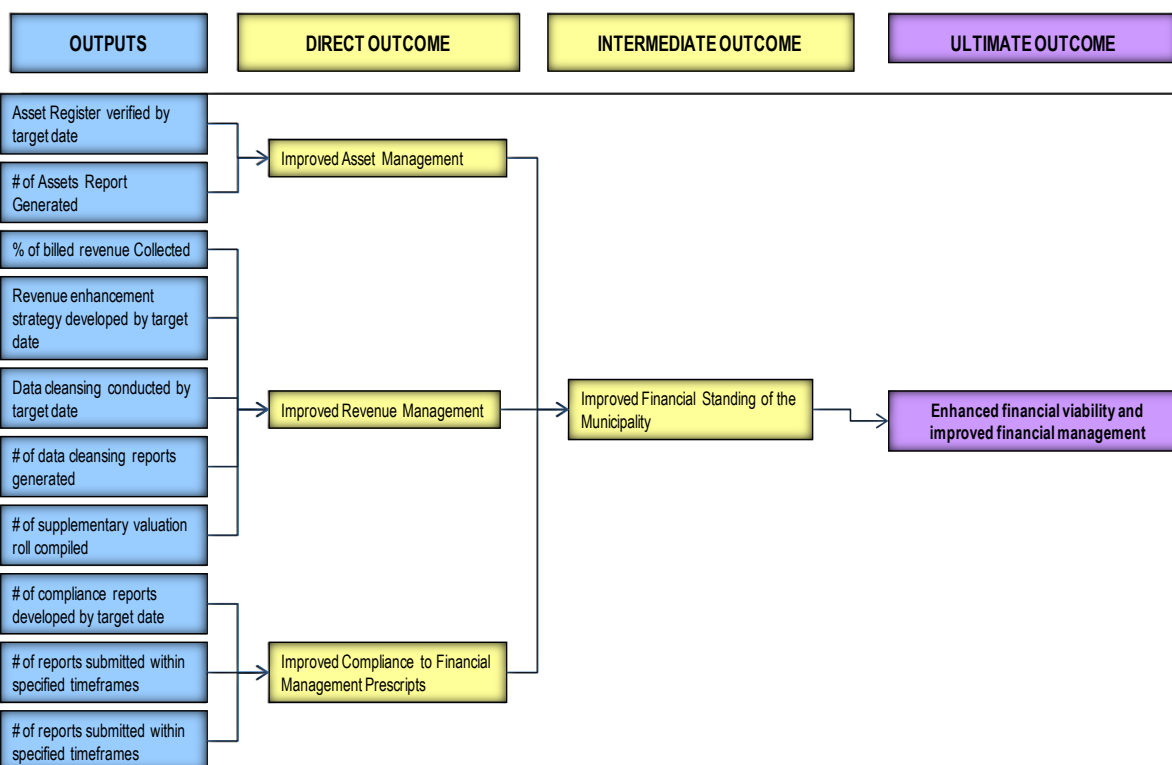 OUTPUTS
DIRECT OUTCOME
INTERMEDIATE OUTCOME
ULTIMATE OUTCOME
Asset Register verified by
target date
# of Assets Report
Generated
% of billed revenue Collected
Revenue enhancement
strategy developed by target
date
Data cleansing conducted by
target date
# of data cleansing reports
generated
# of supplementary valuation
roll compiled
# of compliance reports
developed by target date
# of reports submitted within
specified timeframes
# of reports submitted within
specified timeframes
Improved Asset Management
Improved Revenue Management
Improved Compliance to Financial
Management Prescripts
Improved Financial Standing of the
Municipality
Enhanced financial viability and
improved financial management